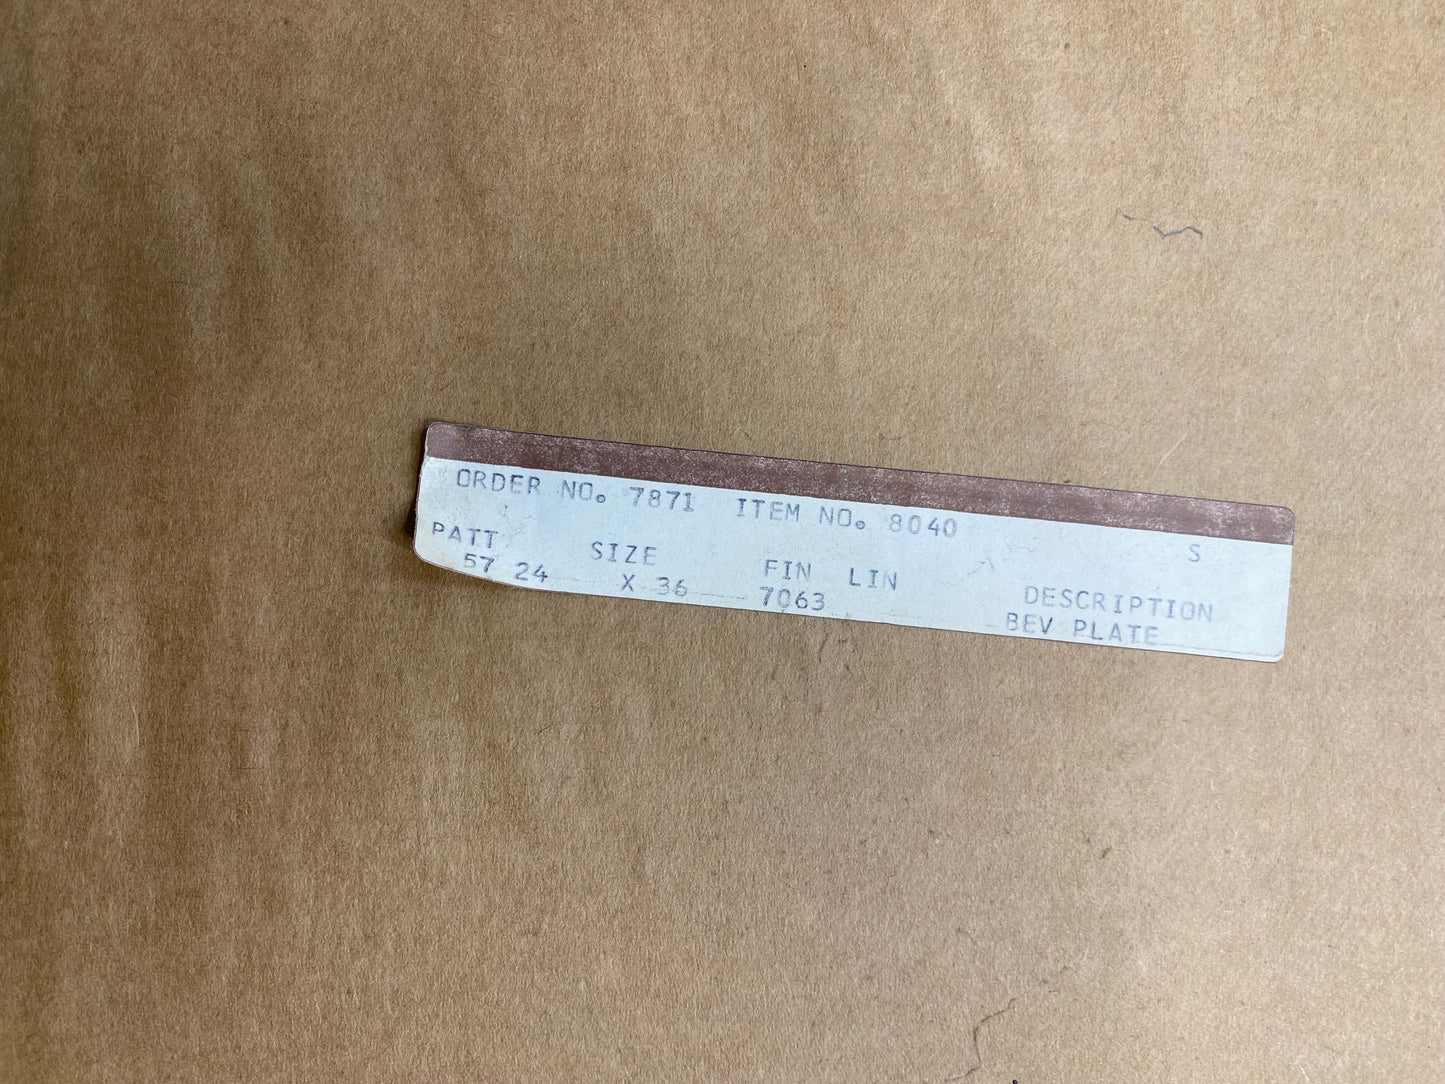 ORDER NO. 7871 ITEM NO. 8040 S
PATT SIZE FIN LIN DESCRIPTION
57 24 X 36 7063 BEV PLATE